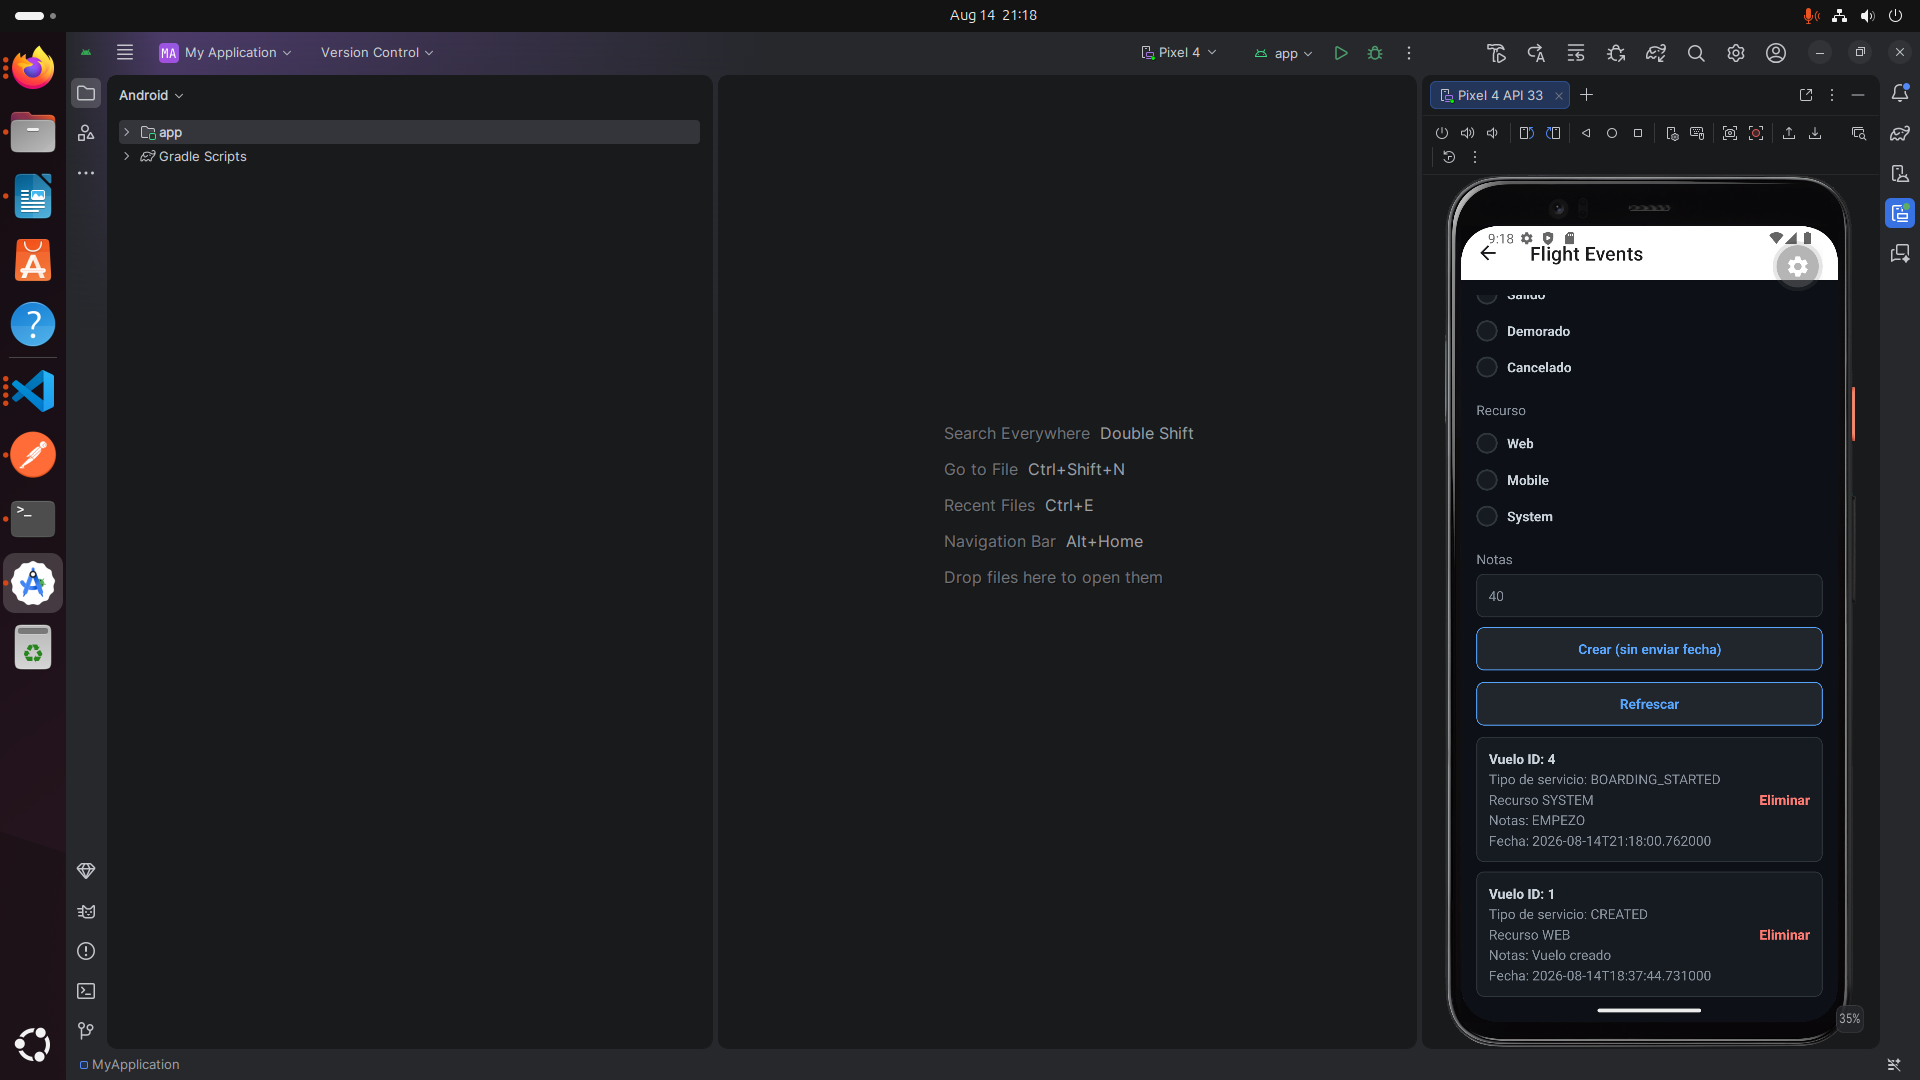 Aug 14 21:18
MA My Application
Version Control
Pixel 4
app
Android
app
Gradle Scripts
Search Everywhere Double Shift
Go to File Ctrl+Shift+N
Recent Files Ctrl+E
Navigation Bar Alt+Home
Drop files here to open them
Pixel 4 API 33
9:18
Flight Events
Salido
Demorado
Cancelado
Recurso
Web
Mobile
System
Notas
40
Crear (sin enviar fecha)
Refrescar
Vuelo ID: 4
Tipo de servicio: BOARDING_STARTED
Recurso SYSTEM
Eliminar
Notas: EMPEZO
Fecha: 2026-08-14T21:18:00.762000
Vuelo ID: 1
Tipo de servicio: CREATED
Recurso WEB
Eliminar
Notas: Vuelo creado
Fecha: 2026-08-14T18:37:44.731000
35%
MyApplication